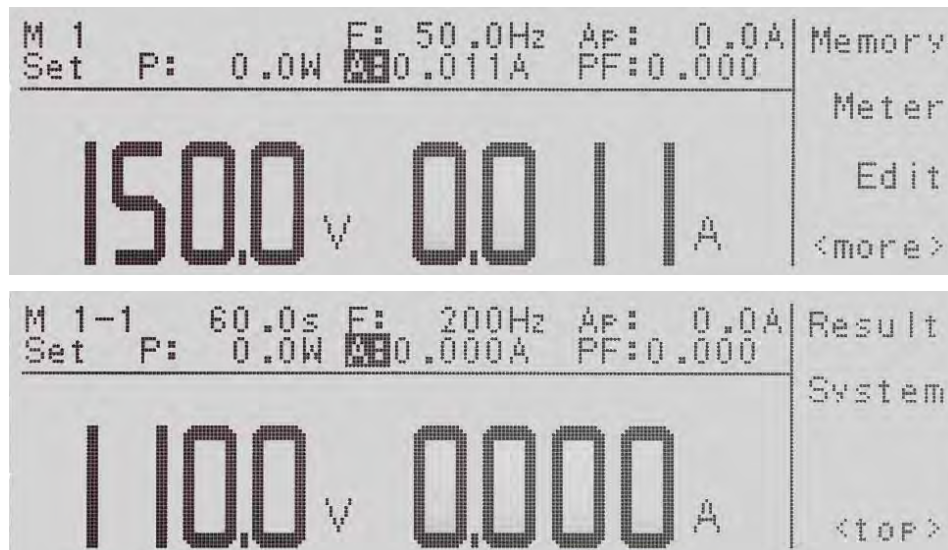 M 1 F: 50.0Hz Ap: 0.0A Memory
Set P: 0.0W A:0.011A PF:0.000
Meter
150.0 V 0.011 A
Edit
<more>
M 1-1 60.0s F: 200Hz Ap: 0.0A Result
Set P: 0.0W A:0.000A PF:0.000
System
110.0 V 0.000 A
<top>